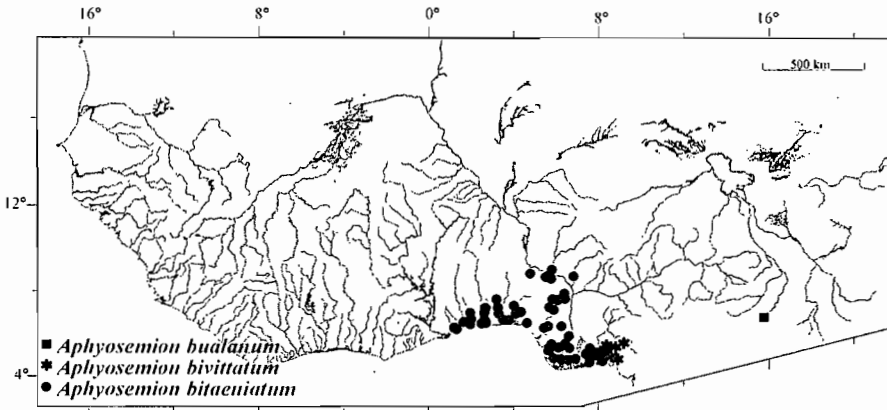 16° 8° 0° 8° 16°
500 km
12°
■ Aphyosemion bualanum
✱ Aphyosemion bivittatum
● Aphyosemion bitaeniatum
4°